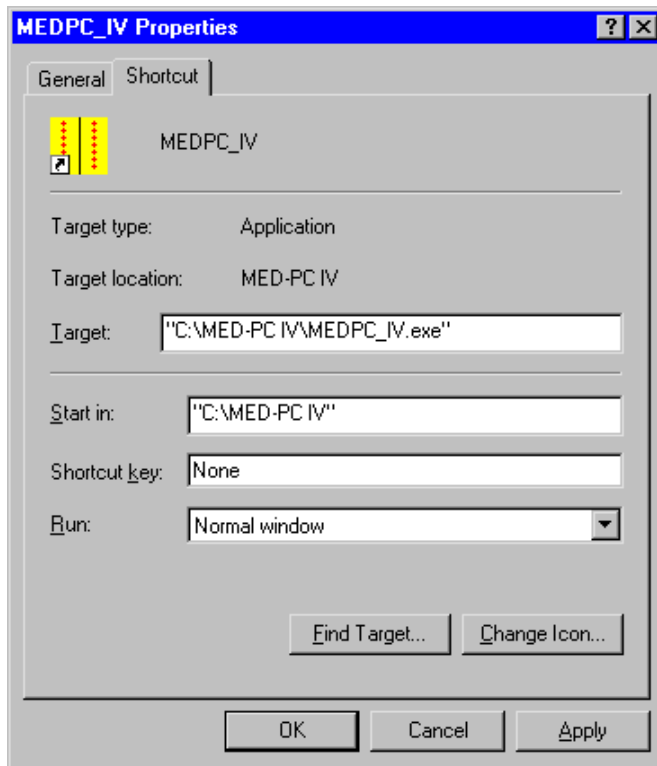 MEDPC_IV Properties
General Shortcut
MEDPC_IV
Target type: Application
Target location: MED-PC IV
Target: "C:\MED-PC IV\MEDPC_IV.exe"
Start in: "C:\MED-PC IV"
Shortcut key: None
Run: Normal window
Find Target... Change Icon...
OK Cancel Apply